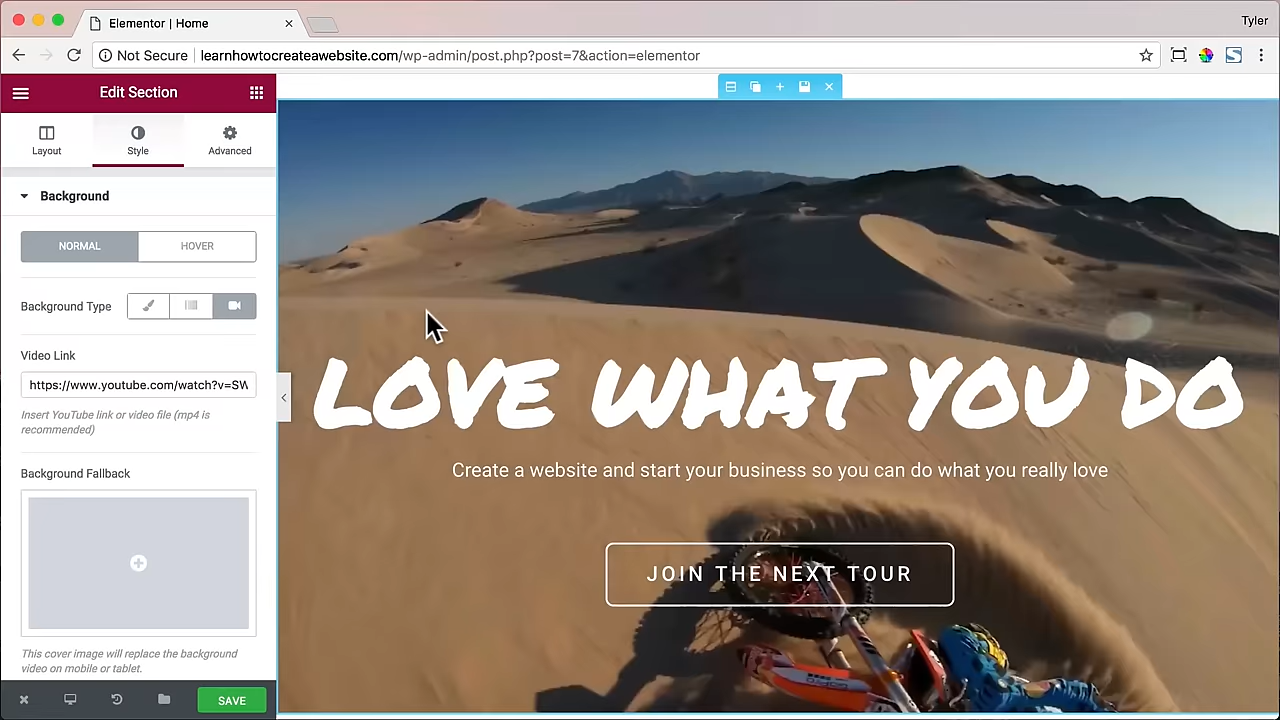 Elementor | Home
Tyler
Not Secure
learnhowtocreateawebsite.com/wp-admin/post.php?post=7&action=elementor
Edit Section
Layout
Style
Advanced
Background
NORMAL
HOVER
Background Type
Video Link
https://www.youtube.com/watch?v=SW
Insert YouTube link or video file (mp4 is
recommended)
Background Fallback
This cover image will replace the background
video on mobile or tablet.
SAVE
LOVE WHAT YOU DO
Create a website and start your business so you can do what you really love
JOIN THE NEXT TOUR